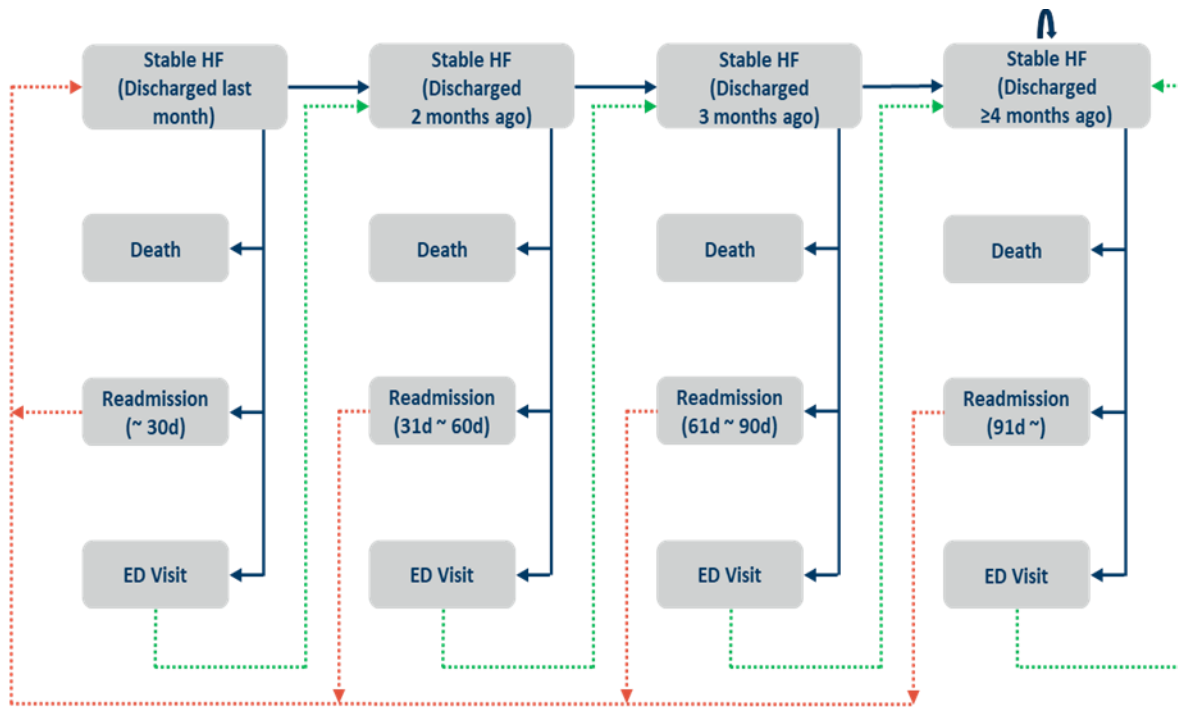 Stable HF
(Discharged last
month)
Stable HF
(Discharged
2 months ago)
Stable HF
(Discharged
3 months ago)
Stable HF
(Discharged
≥4 months ago)
Death
Death
Death
Death
Readmission
(~ 30d)
Readmission
(31d ~ 60d)
Readmission
(61d ~ 90d)
Readmission
(91d ~)
ED Visit
ED Visit
ED Visit
ED Visit